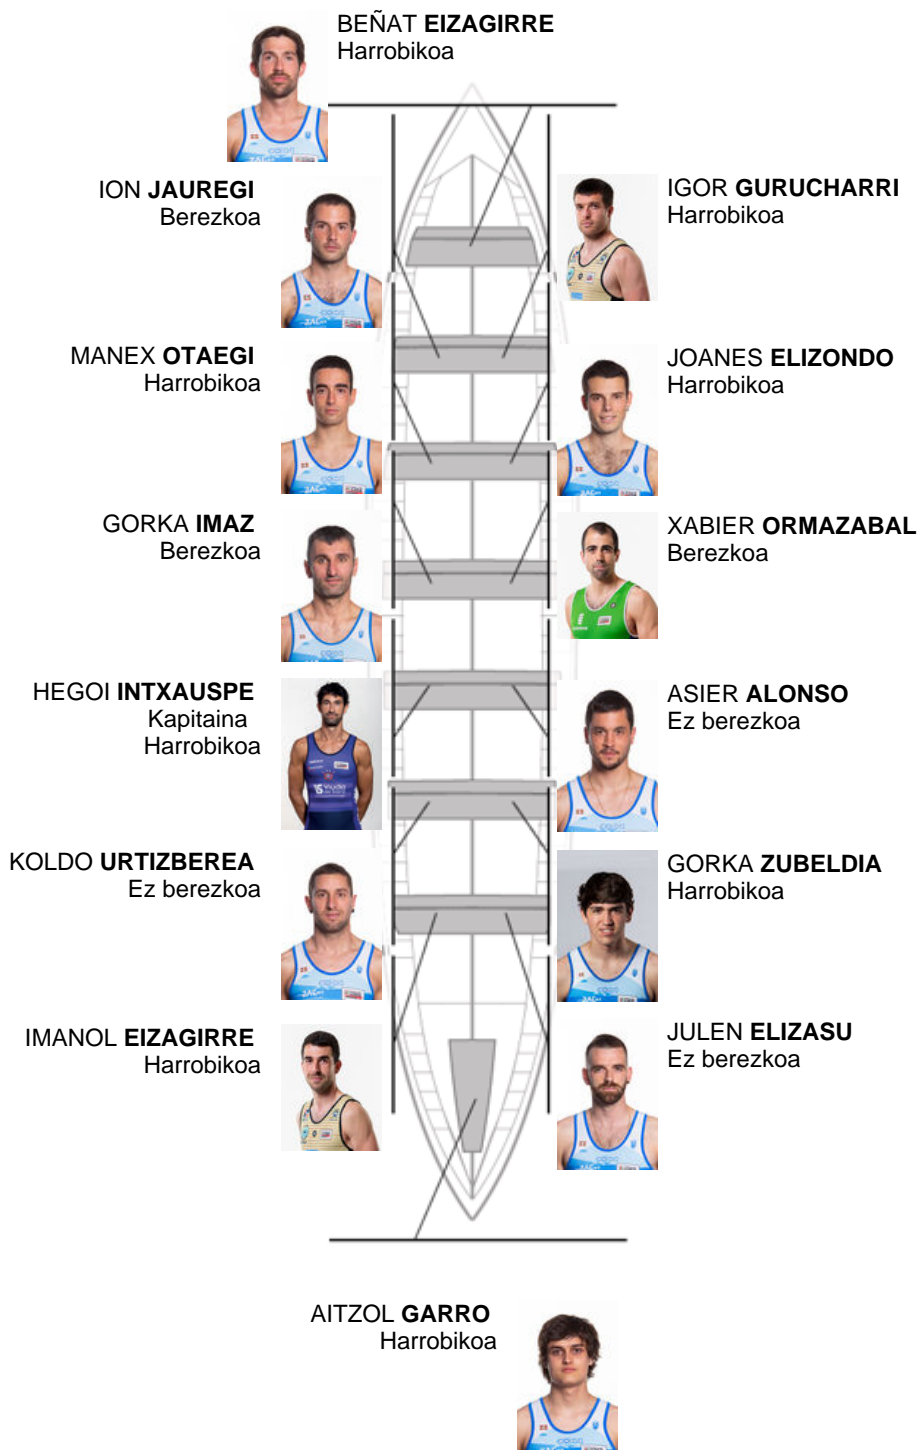 BEÑAT EIZAGIRRE
Harrobikoa
ION JAUREGI
Berezkoa
IGOR GURUCHARRI
Harrobikoa
MANEX OTAEGI
Harrobikoa
JOANES ELIZONDO
Harrobikoa
GORKA IMAZ
Berezkoa
XABIER ORMAZABAL
Berezkoa
HEGOI INTXAUSPE
Kapitaina
Harrobikoa
ASIER ALONSO
Ez berezkoa
KOLDO URTIZBEREA
Ez berezkoa
GORKA ZUBELDIA
Harrobikoa
IMANOL EIZAGIRRE
Harrobikoa
JULEN ELIZASU
Ez berezkoa
AITZOL GARRO
Harrobikoa